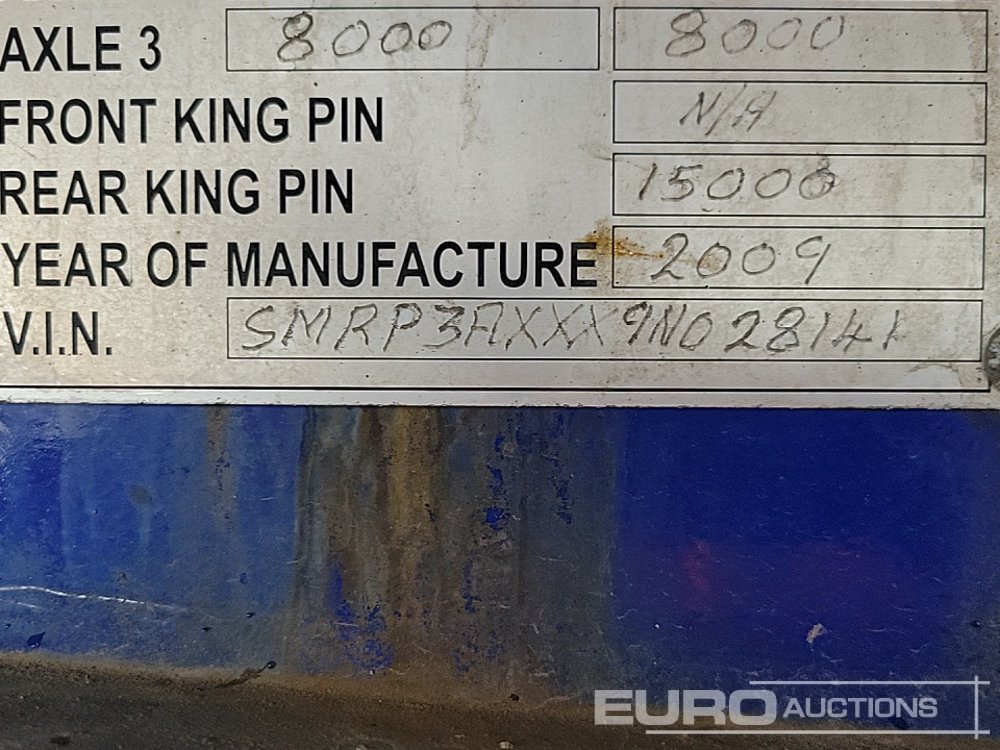 AXLE 3 8000 8000
FRONT KING PIN N/A
REAR KING PIN 15000
YEAR OF MANUFACTURE 2009
V.I.N. SMRP3AXXX9N028141
EURO AUCTIONS